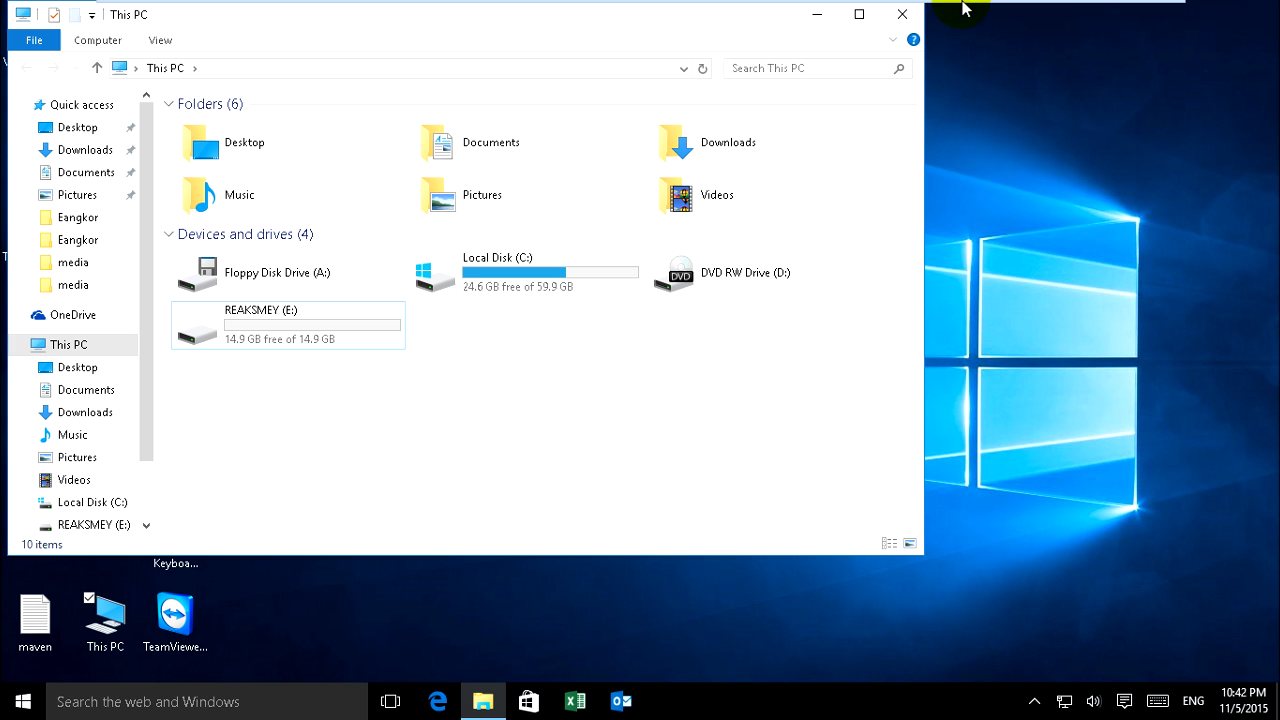 This PC
File
Computer
View
This PC
Search This PC
Quick access
Desktop
Downloads
Documents
Pictures
Eangkor
Eangkor
media
media
OneDrive
This PC
Desktop
Documents
Downloads
Music
Pictures
Videos
Local Disk (C:)
REAKSMEY (E:)
Folders (6)
Desktop
Documents
Downloads
Music
Pictures
Videos
Devices and drives (4)
Floppy Disk Drive (A:)
Local Disk (C:)
24.6 GB free of 59.9 GB
DVD
DVD RW Drive (D:)
REAKSMEY (E:)
14.9 GB free of 14.9 GB
10 items
Keyboa...
maven
This PC
TeamViewe...
Search the web and Windows
ENG
10:42 PM
11/5/2015